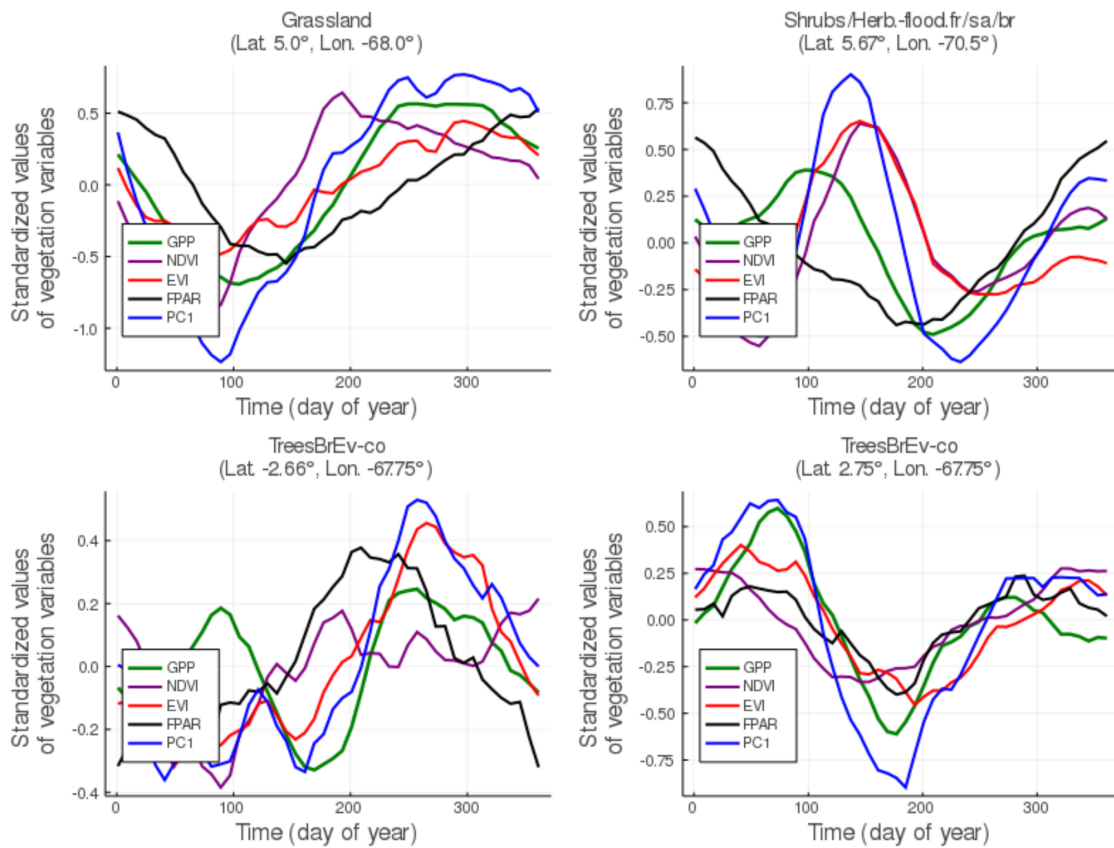 Grassland
(Lat. 5.0°, Lon. -68.0°)
Standardized values
of vegetation variables
0.5
0.0
-0.5
-1.0
GPP
NDVI
EVI
FPAR
PC1
0
100
200
300
Time (day of year)
Shrubs/Herb.-flood.fr/sa/br
(Lat. 5.67°, Lon. -70.5°)
Standardized values
of vegetation variables
0.75
0.50
0.25
0.00
-0.25
-0.50
GPP
NDVI
EVI
FPAR
PC1
0
100
200
300
Time (day of year)
TreesBrEv-co
(Lat. -2.66°, Lon. -67.75°)
Standardized values
of vegetation variables
0.4
0.2
0.0
-0.2
-0.4
GPP
NDVI
EVI
FPAR
PC1
0
100
200
300
Time (day of year)
TreesBrEv-co
(Lat. 2.75°, Lon. -67.75°)
Standardized values
of vegetation variables
0.50
0.25
0.00
-0.25
-0.50
-0.75
GPP
NDVI
EVI
FPAR
PC1
0
100
200
300
Time (day of year)